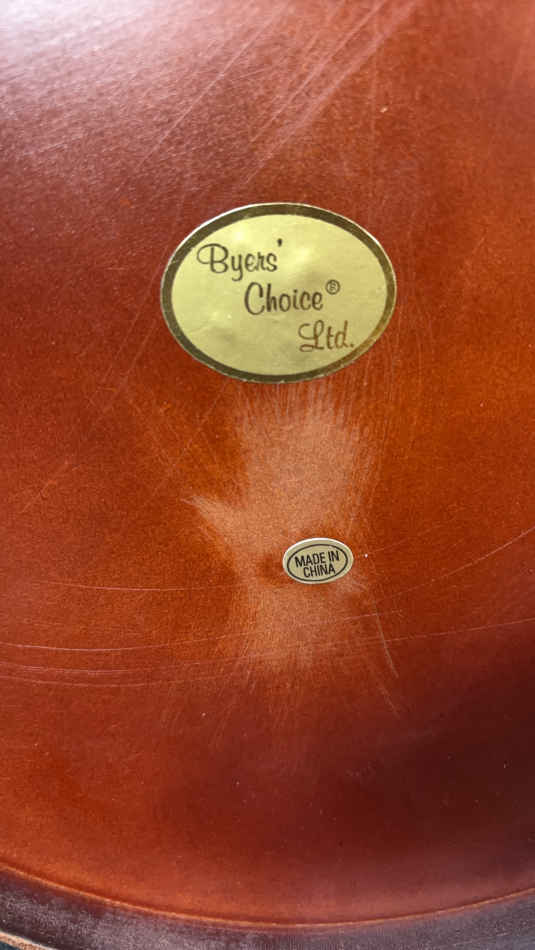 Byers'
Choice®
Ltd.
MADE IN
CHINA